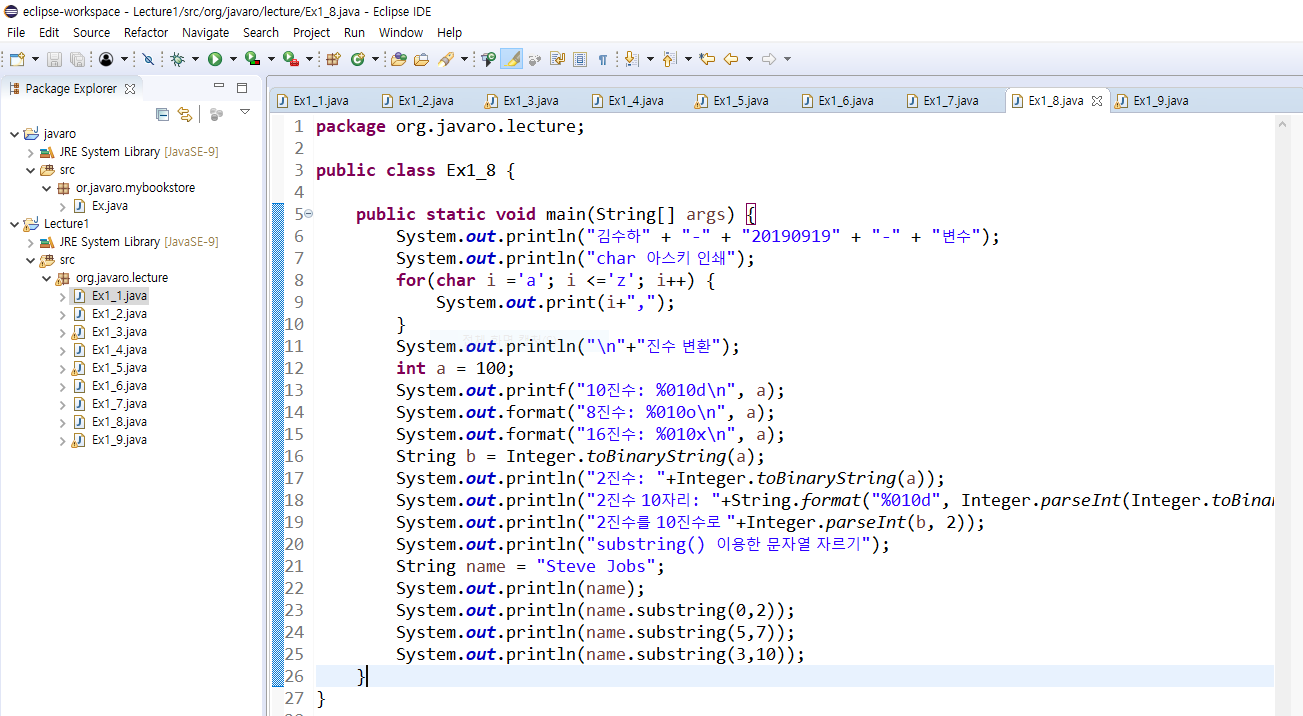 eclipse-workspace - Lecture1/src/org/javaro/lecture/Ex1_8.java - Eclipse IDE
File Edit Source Refactor Navigate Search Project Run Window Help
Package Explorer
javaro
JRE System Library [JavaSE-9]
src
or.javaro.mybookstore
Ex.java
Lecture1
JRE System Library [JavaSE-9]
src
org.javaro.lecture
Ex1_1.java
Ex1_2.java
Ex1_3.java
Ex1_4.java
Ex1_5.java
Ex1_6.java
Ex1_7.java
Ex1_8.java
Ex1_9.java
Ex1_1.java Ex1_2.java Ex1_3.java Ex1_4.java Ex1_5.java Ex1_6.java Ex1_7.java Ex1_8.java Ex1_9.java
1 package org.javaro.lecture;
2
3 public class Ex1_8 {
4
5 public static void main(String[] args) {
6 System.out.println("김수하" + "-" + "20190919" + "-" + "변수");
7 System.out.println("char 아스키 인쇄");
8 for(char i ='a'; i <='z'; i++) {
9 System.out.print(i+",");
10 }
11 System.out.println("\n"+"진수 변환");
12 int a = 100;
13 System.out.printf("10진수: %010d\n", a);
14 System.out.format("8진수: %010o\n", a);
15 System.out.format("16진수: %010x\n", a);
16 String b = Integer.toBinaryString(a);
17 System.out.println("2진수: "+Integer.toBinaryString(a));
18 System.out.println("2진수 10자리: "+String.format("%010d", Integer.parseInt(Integer.toBinar
19 System.out.println("2진수를 10진수로 "+Integer.parseInt(b, 2));
20 System.out.println("substring() 이용한 문자열 자르기");
21 String name = "Steve Jobs";
22 System.out.println(name);
23 System.out.println(name.substring(0,2));
24 System.out.println(name.substring(5,7));
25 System.out.println(name.substring(3,10));
26 }
27 }